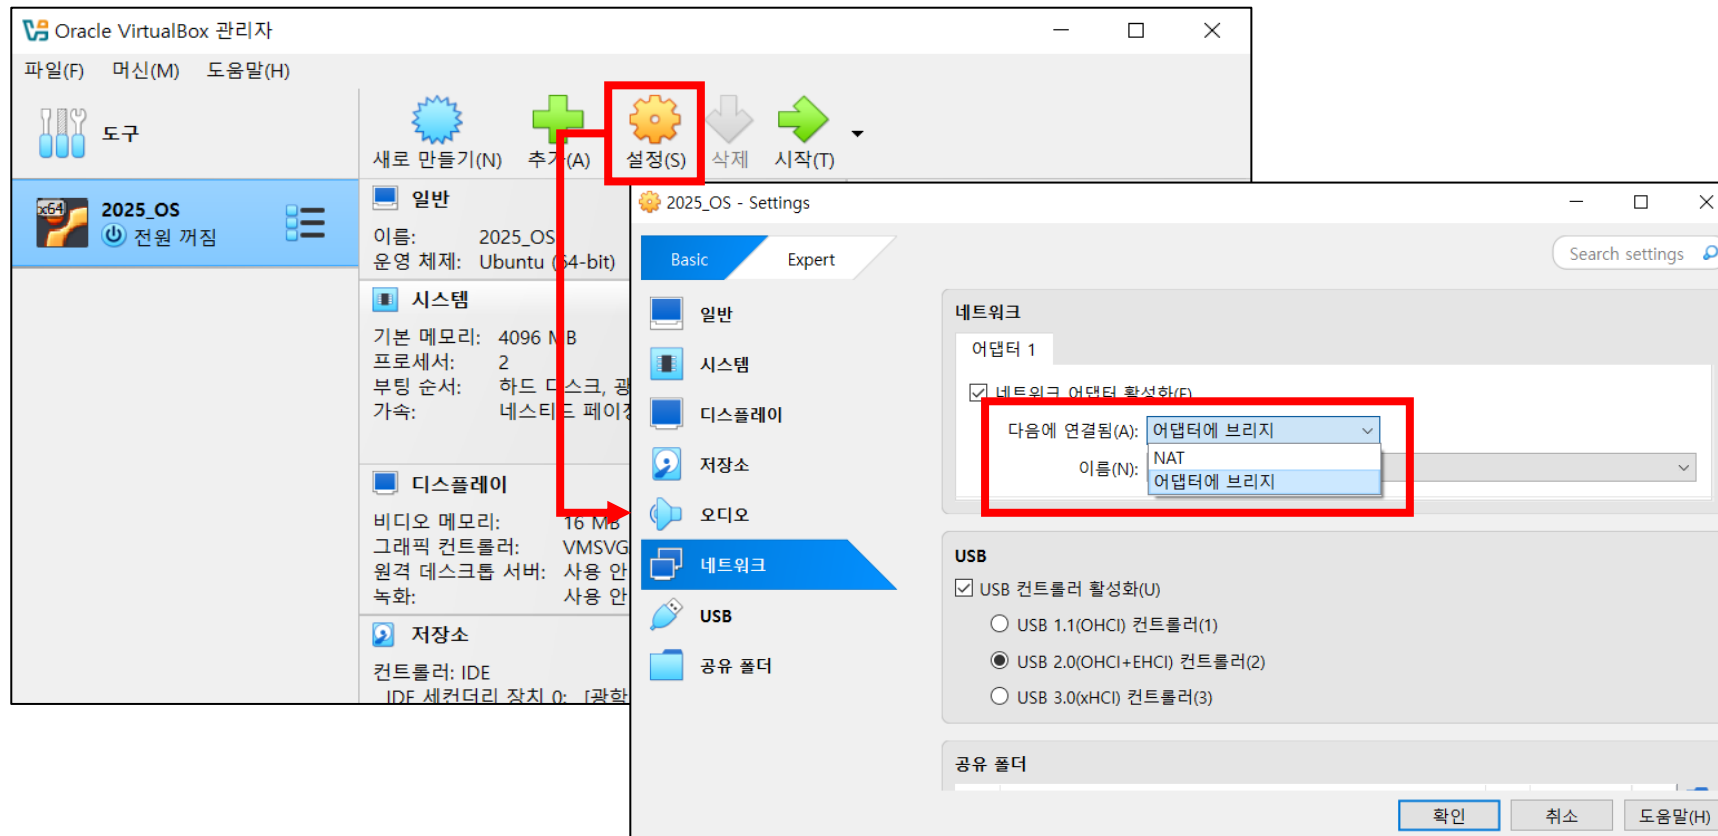 Oracle VirtualBox 관리자
파일(F) 머신(M) 도움말(H)
도구
새로 만들기(N) 추가(A) 설정(S) 삭제 시작(T)
x64
2025_OS
전원 꺼짐
일반
이름: 2025_OS
운영 체제: Ubuntu (64-bit)
시스템
기본 메모리: 4096 MB
프로세서: 2
부팅 순서: 하드 디스크,
가속: 네스티드
디스플레이
비디오 메모리: 16 MB
그래픽 컨트롤러: VMSVG
원격 데스크톱 서버: 사용 안
녹화: 사용 안
저장소
컨트롤러: IDE
IDE 세컨더리 장치 0: [광학
2025_OS - Settings
Basic Expert
Search settings
일반
시스템
디스플레이
저장소
오디오
네트워크
USB
공유 폴더
네트워크
어댑터 1
네트워크 어댑터 활성화(F)
다음에 연결됨(A): 어댑터에 브리지
NAT
어댑터에 브리지
이름(N):
USB
USB 컨트롤러 활성화(U)
USB 1.1(OHCI) 컨트롤러(1)
USB 2.0(OHCI+EHCI) 컨트롤러(2)
USB 3.0(xHCI) 컨트롤러(3)
공유 폴더
확인 취소 도움말(H)